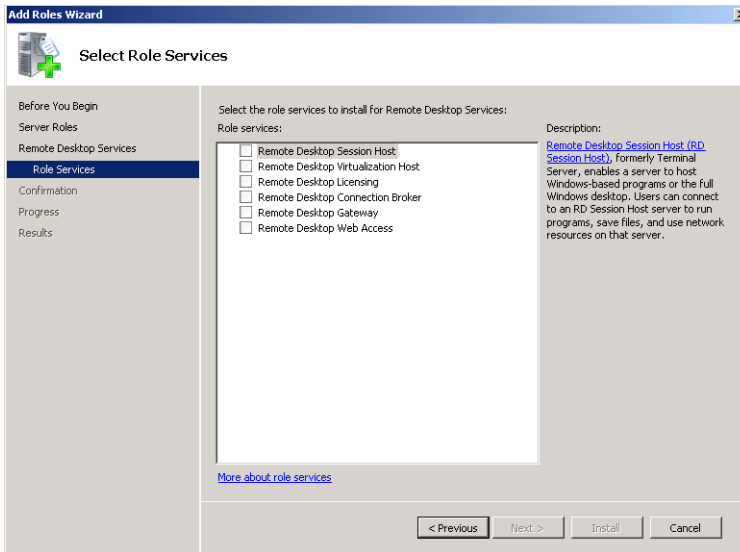 Add Roles Wizard
Select Role Services
Before You Begin
Server Roles
Remote Desktop Services
Role Services
Confirmation
Progress
Results
Select the role services to install for Remote Desktop Services:
Role services:
Remote Desktop Session Host
Remote Desktop Virtualization Host
Remote Desktop Licensing
Remote Desktop Connection Broker
Remote Desktop Gateway
Remote Desktop Web Access
More about role services
Description:
Remote Desktop Session Host (RD
Session Host), formerly Terminal
Server, enables a server to host
Windows-based programs or the full
Windows desktop. Users can connect
to an RD Session Host server to run
programs, save files, and use network
resources on that server.
< Previous
Next >
Install
Cancel